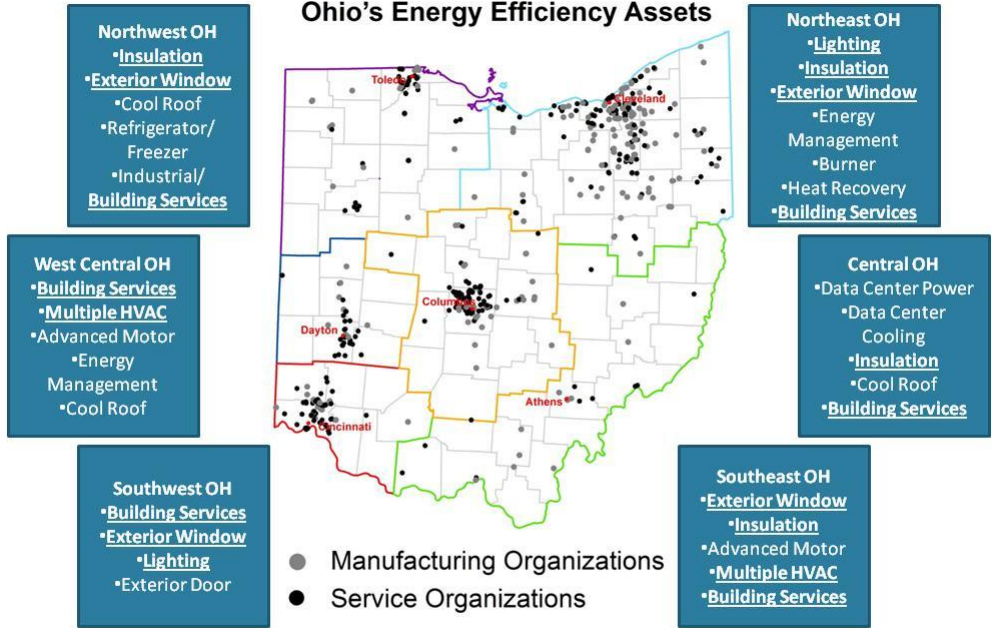 Ohio's Energy Efficiency Assets
Northwest OH
•Insulation
•Exterior Window
•Cool Roof
•Refrigerator/
Freezer
•Industrial/
Building Services
Northeast OH
•Lighting
•Insulation
•Exterior Window
•Energy
Management
•Burner
•Heat Recovery
•Building Services
Toledo
Cleveland
West Central OH
•Building Services
•Multiple HVAC
•Advanced Motor
•Energy
Management
•Cool Roof
Columbus
Dayton
Athens
Cincinnati
Central OH
•Data Center Power
•Data Center
Cooling
•Insulation
•Cool Roof
•Building Services
Southwest OH
•Building Services
•Exterior Window
•Lighting
•Exterior Door
Manufacturing Organizations
Service Organizations
Southeast OH
•Exterior Window
•Insulation
•Advanced Motor
•Multiple HVAC
•Building Services